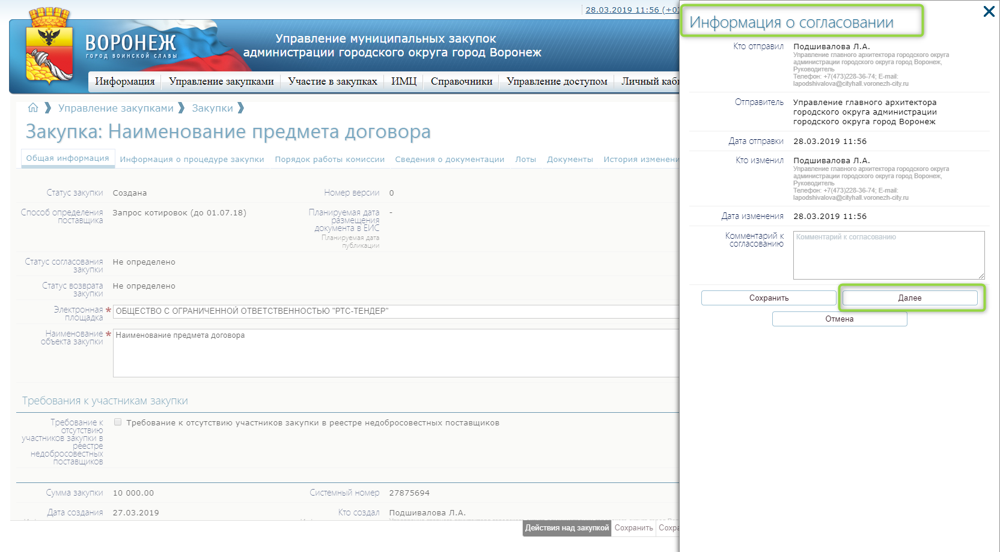 28.03.2019 11:56 (+03
ВОРОНЕЖ
ГОРОД ВОИНСКОЙ СЛАВЫ
Управление муниципальных закупок
администрации городского округа город Воронеж
Информация Управление закупками Участие в закупках ИМЦ Справочники Управление доступом Личный каби
Управление закупками Закупки
Закупка: Наименование предмета договора
Общая информация Информация о процедуре закупки Порядок работы комиссии Сведения о документации Лоты Документы История изменени
Статус закупки Создана Номер версии 0
Способ определения поставщика Запрос котировок (до 01.07.18)
Планируемая дата
размещения
документа в ЕИС
-
Планируемая дата
публикации
Статус согласования
закупки
Не определено
Статус возврата
закупки
Не определено
Электронная
площадка
* ОБЩЕСТВО С ОГРАНИЧЕННОЙ ОТВЕТСТВЕННОСТЬЮ "РТС-ТЕНДЕР"
Наименование
объекта закупки
* Наименование предмета договора
Требования к участникам закупки
Требование к
отсутствию
участников закупки в
реестре
недобросовестных
поставщиков
Требование к отсутствию участников закупки в реестре недобросовестных поставщиков
Сумма закупки 10 000.00 Системный номер 27875694
Дата создания 27.03.2019 Кто создал Подшивалова Л.А.
Действия над закупкой Сохранить Сохра
Информация о согласовании
Кто отправил Подшивалова Л.А.
Управление главного архитектора городского округа
администрации городского округа город Воронеж,
Руководитель
Телефон: +7(473)228-36-74; E-mail:
lapodshivalova@cityhall.voronezh-city.ru
Отправитель Управление главного архитектора
городского округа администрации
городского округа город Воронеж
Дата отправки 28.03.2019 11:56
Кто изменил Подшивалова Л.А.
Управление главного архитектора городского округа
администрации городского округа город Воронеж,
Руководитель
Телефон: +7(473)228-36-74; E-mail:
lapodshivalova@cityhall.voronezh-city.ru
Дата изменения 28.03.2019 11:56
Комментарий к
согласованию
Комментарий к согласованию
Сохранить Далее
Отмена